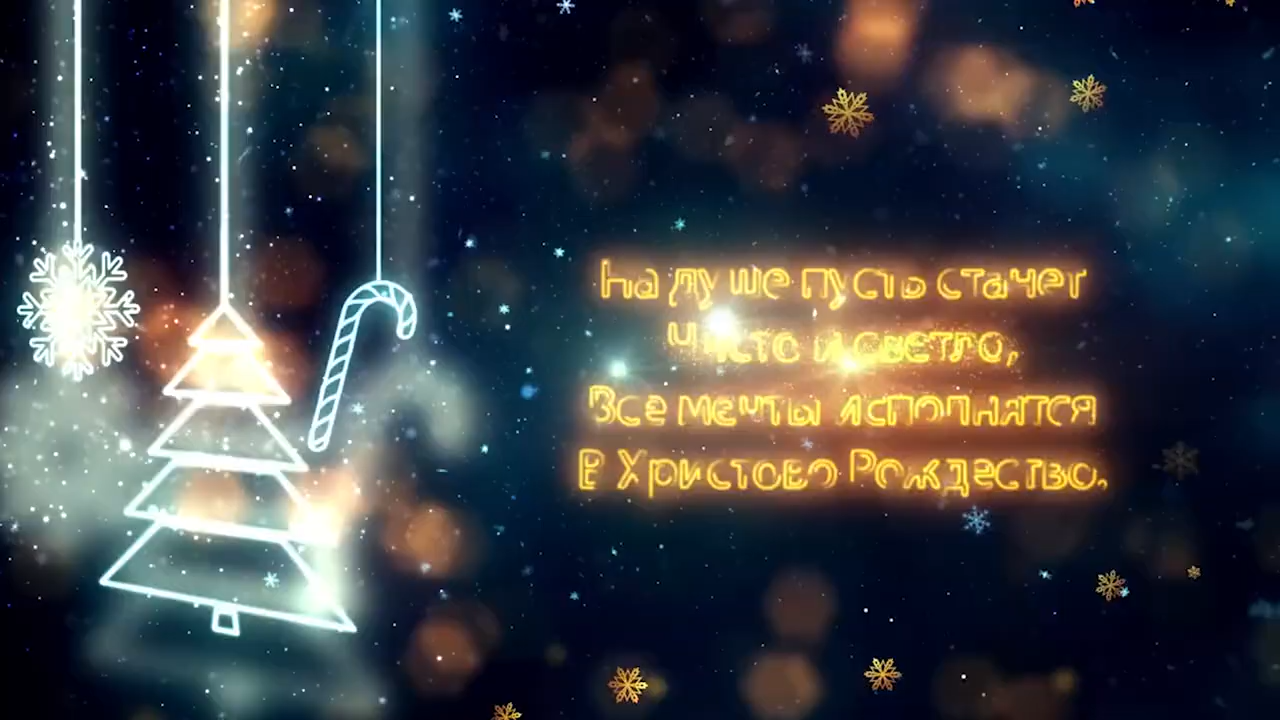 На душе пусть станет
Чисто и светло,
Все мечты исполнятся
В Христово Рождество.